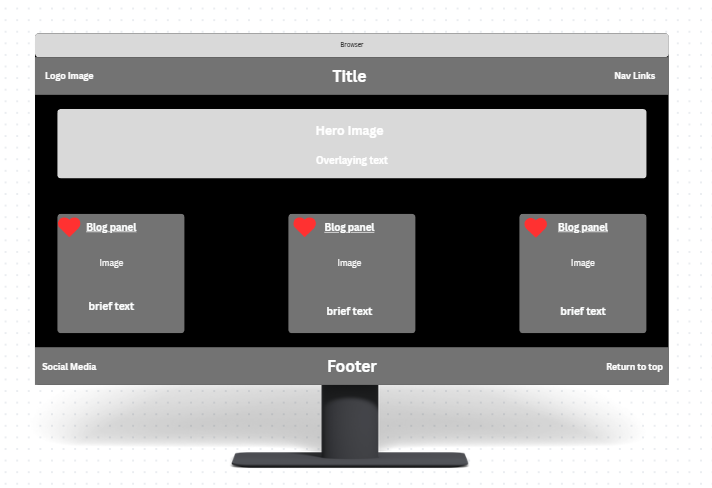 Browser
Logo Image
TItle
Nav Links
Hero Image
Overlaying text
Blog panel
Image
brief text
Blog panel
Image
brief text
Blog panel
Image
brief text
Social Media
Footer
Return to top